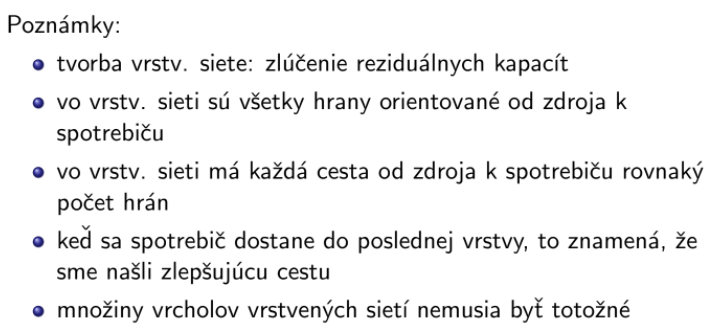 Poznámky:
• tvorba vrstv. siete: zlúčenie reziduálnych kapacít
• vo vrstv. sieti sú všetky hrany orientované od zdroja k
spotrebiču
• vo vrstv. sieti má každá cesta od zdroja k spotrebiču rovnaký
počet hrán
• keď sa spotrebič dostane do poslednej vrstvy, to znamená, že
sme našli zlepšujúcu cestu
• množiny vrcholov vrstvených sietí nemusia byť totožné